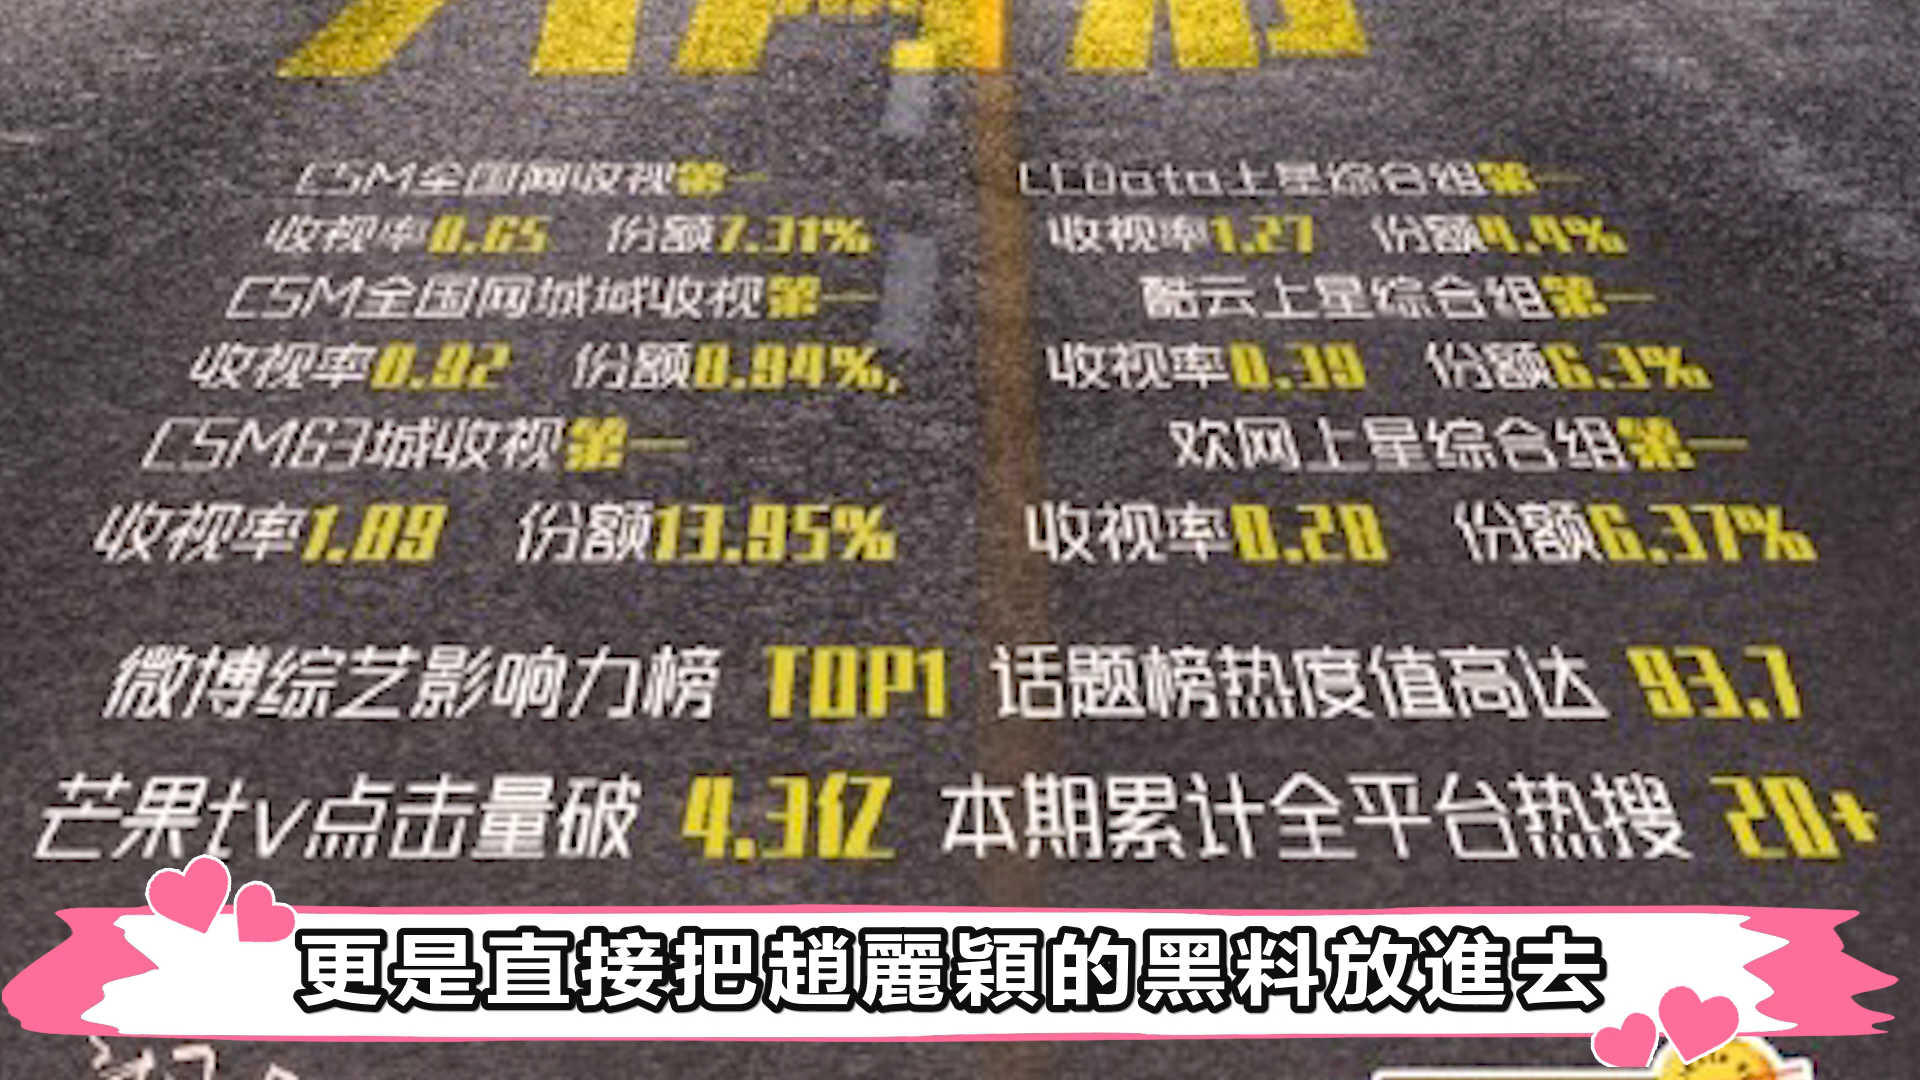 CSM全国网收视第一
收视率0.65 份额7.31%
CSM全国网城域收视第一
收视率0.92 份额8.94%,
CSM63城收视第一
收视率1.89 份额13.95%
CCData上星综合组第一
收视率1.27 份额4.4%
酷云上星综合组第一
收视率0.39 份额6.3%
欢网上星综合组第一
收视率0.28 份额6.37%
微博综艺影响力榜 TOP1 话题榜热度值高达 93.7
芒果tv点击量破 4.3亿 本期累计全平台热搜 20+
更是直接把趙麗穎的黑料放進去